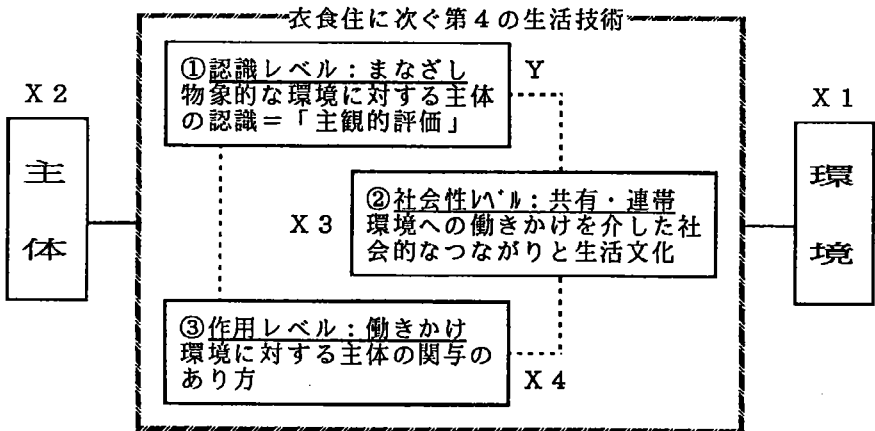 衣食住に次ぐ第4の生活技術
①認識レベル:まなざし
物象的な環境に対する主体
の認識=「主観的評価」
Y
X2
主
体
X1
環
境
②社会性レベル:共有・連帯
環境への働きかけを介した社
会的なつながりと生活文化
X3
③作用レベル:働きかけ
環境に対する主体の関与の
あり方
X4